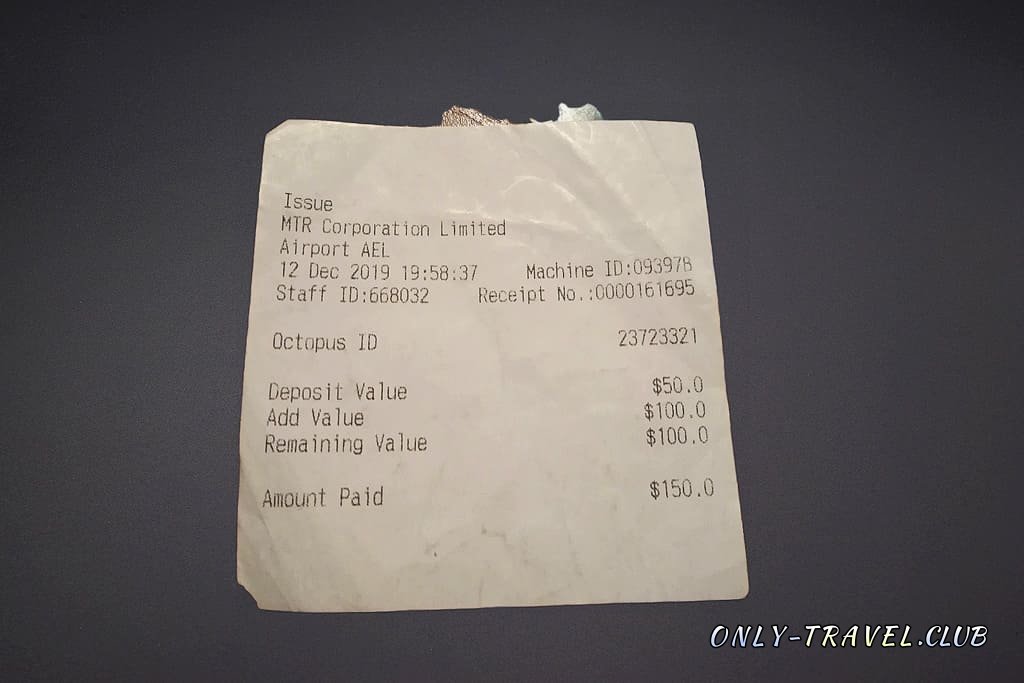 Issue
MTR Corporation Limited
Airport AEL
12 Dec 2019 19:58:37 Machine ID:093978
Staff ID:668032 Receipt No.:0000161695
Octopus ID 23723321
Deposit Value $50.0
Add Value $100.0
Remaining Value $100.0
Amount Paid $150.0
ONLY-TRAVEL.CLUB